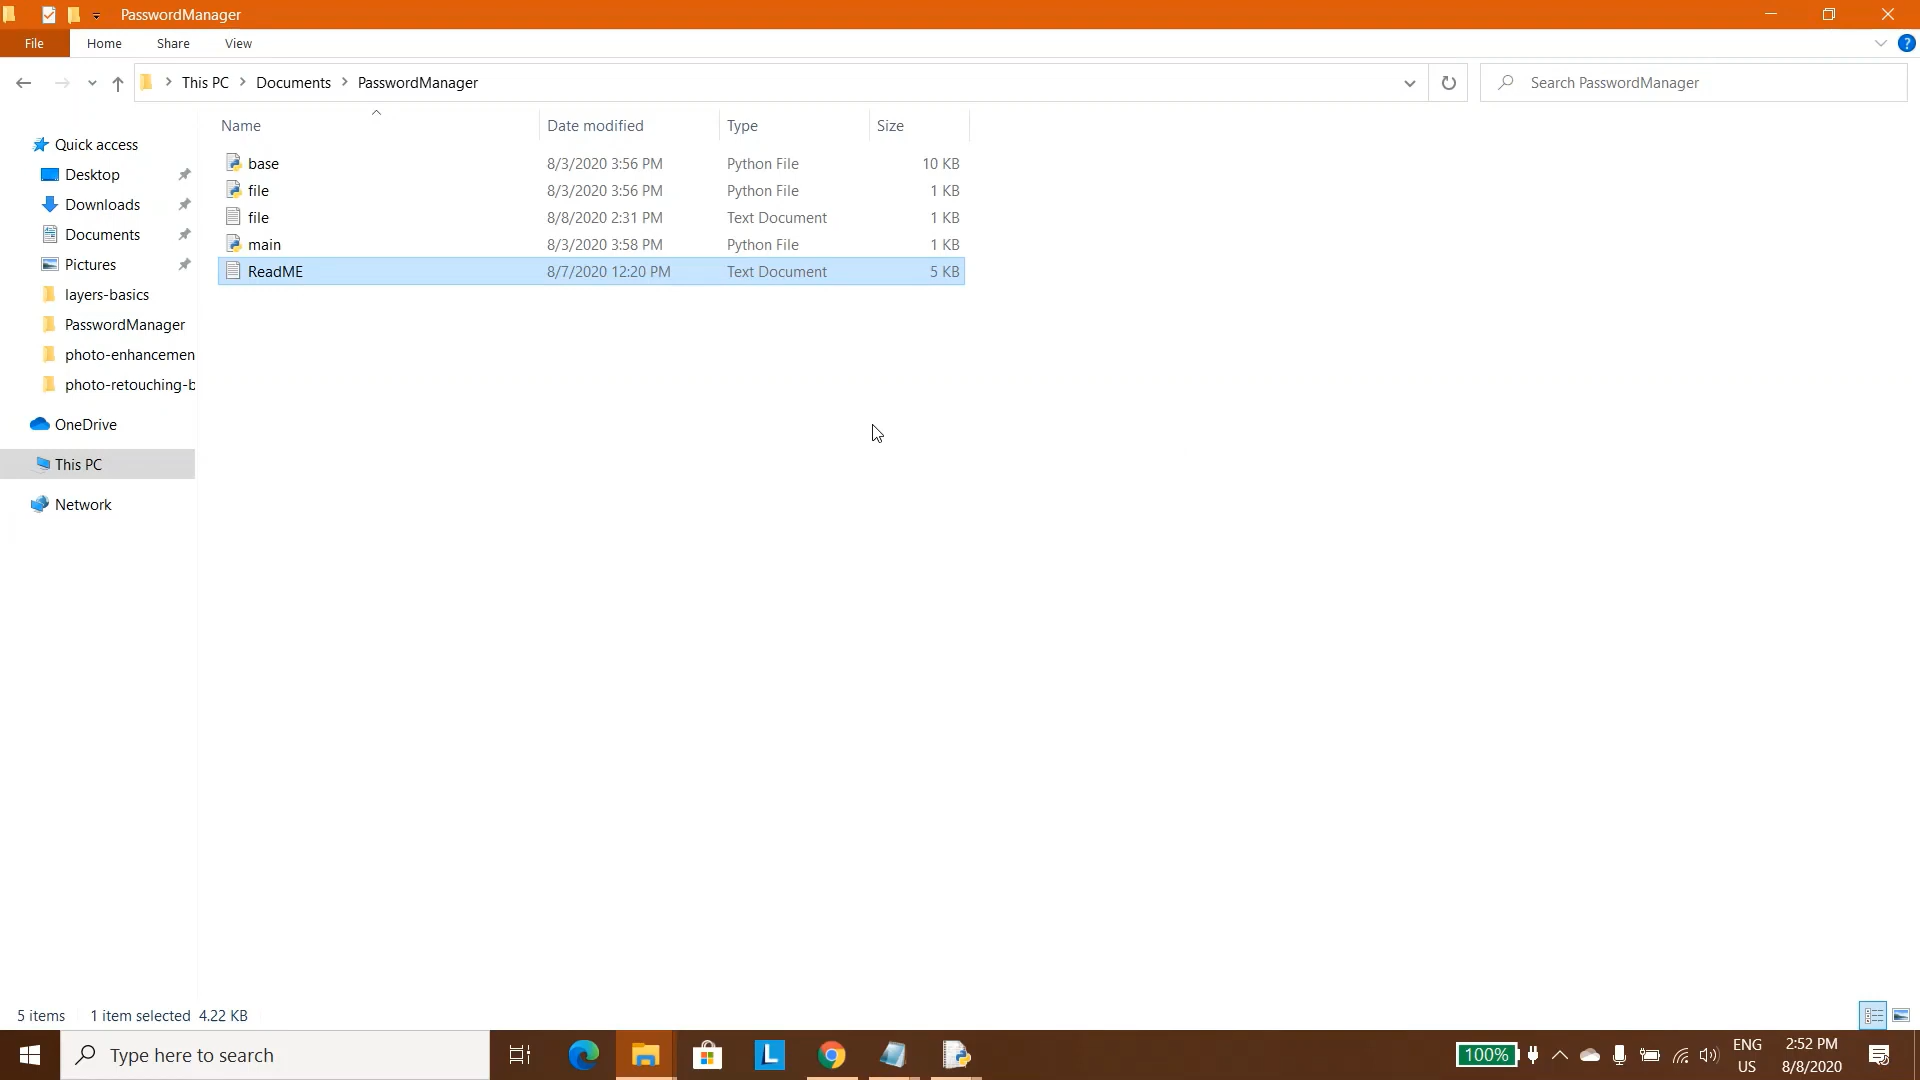 PasswordManager
File Home Share View
This PC Documents PasswordManager Search PasswordManager
Name Date modified Type Size
Quick access
Desktop
Downloads
Documents
Pictures
layers-basics
PasswordManager
photo-enhancemen
photo-retouching-b
OneDrive
This PC
Network
base 8/3/2020 3:56 PM Python File 10 KB
file 8/3/2020 3:56 PM Python File 1 KB
file 8/8/2020 2:31 PM Text Document 1 KB
main 8/3/2020 3:58 PM Python File 1 KB
ReadME 8/7/2020 12:20 PM Text Document 5 KB
5 items 1 item selected 4.22 KB
Type here to search
L
100%
ENG
US
2:52 PM
8/8/2020